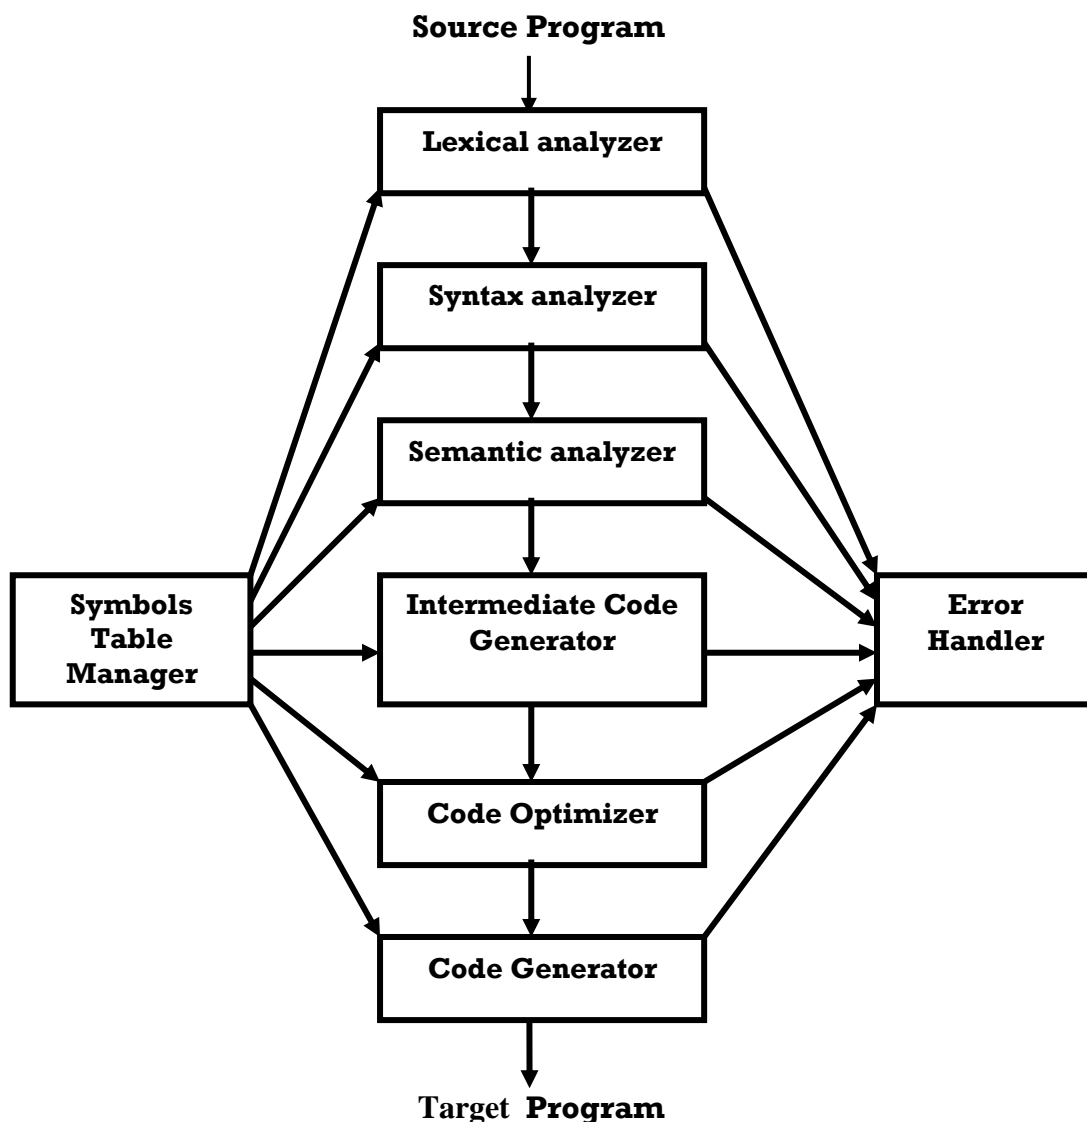 Source Program
Lexical analyzer
Syntax analyzer
Semantic analyzer
Symbols
Table
Manager
Intermediate Code
Generator
Error
Handler
Code Optimizer
Code Generator
Target Program